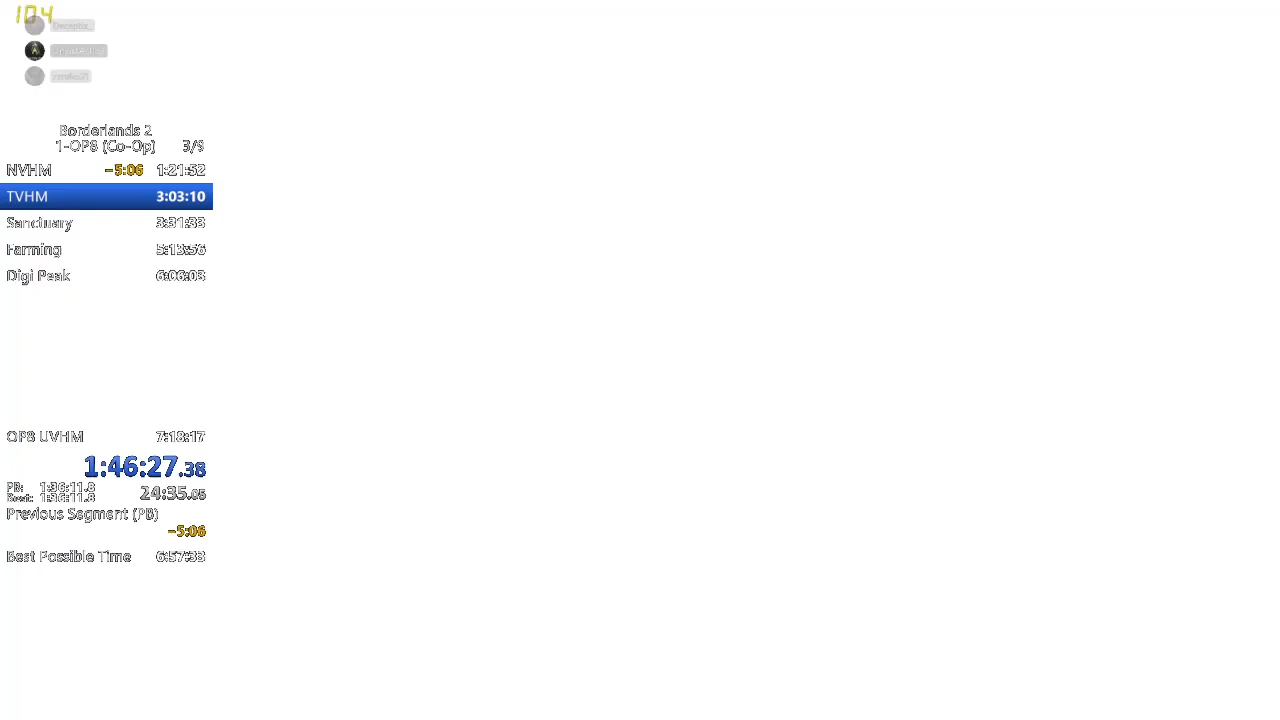 104
Deceptix_
Borderlands 2
1-OP8 (Co-Op) 3/9
NVHM −5:06 1:21:52
TVHM 3:03:10
Sanctuary 3:31:33
Farming 5:13:56
Digi Peak 6:06:03
OP8 UVHM 7:18:17
1:46:27.38
PB: 1:36:11.8 24:35.05
Best: 1:36:11.8
Previous Segment (PB)
−5:06
Best Possible Time 6:57:33